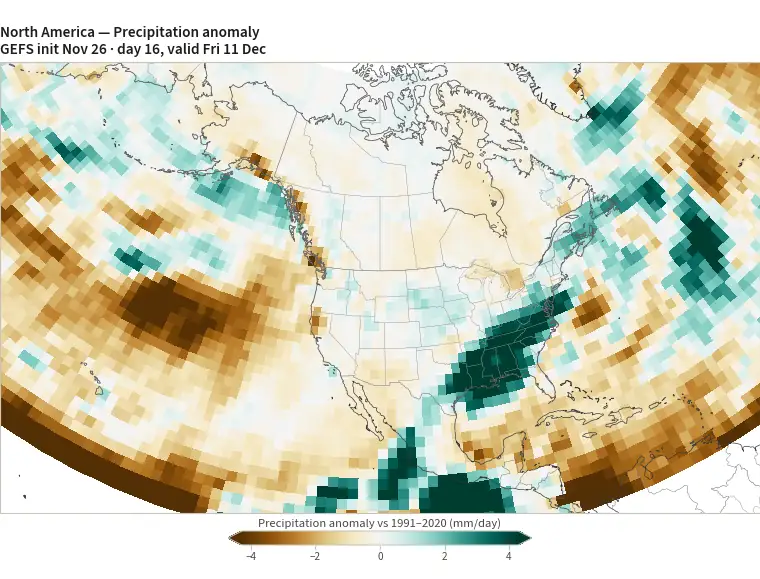 North America — Precipitation anomaly
GEFS init Nov 26 · day 16, valid Fri 11 Dec
Precipitation anomaly vs 1991–2020 (mm/day)
−4 −2 0 2 4